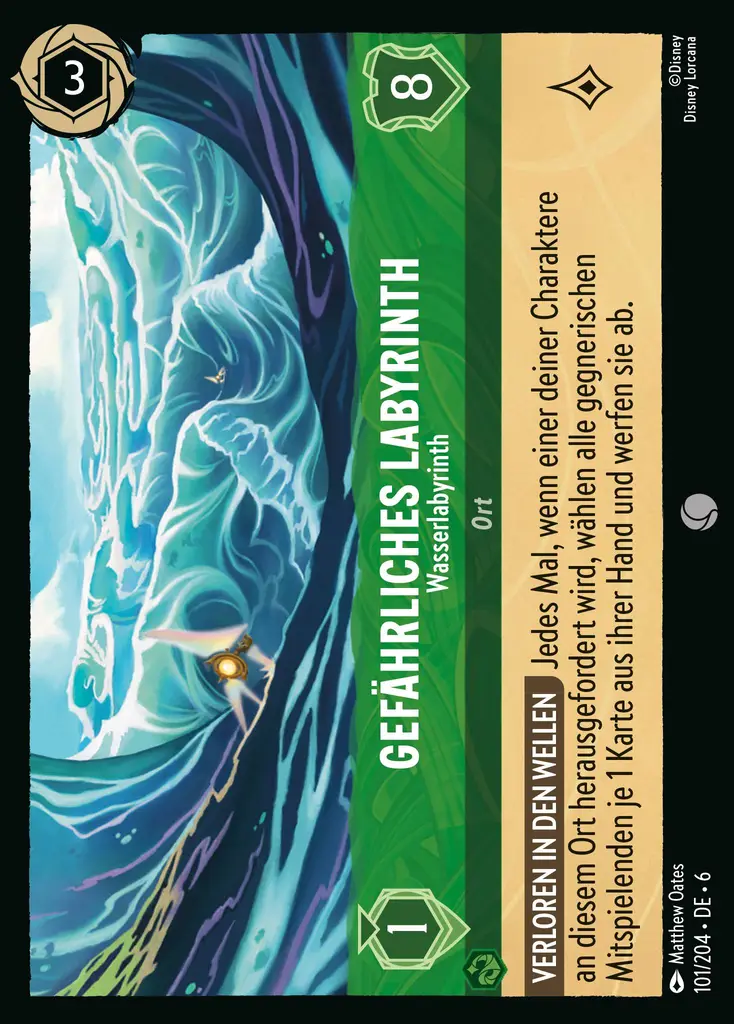 3
1
GEFÄHRLICHES LABYRINTH
Wasserlabyrinth
8
Ort
VERLOREN IN DEN WELLEN Jedes Mal, wenn einer deiner Charaktere
an diesem Ort herausgefordert wird, wählen alle gegnerischen
Mitspielenden je 1 Karte aus ihrer Hand und werfen sie ab.
Matthew Oates
101/204 • DE • 6
©Disney
Disney Lorcana